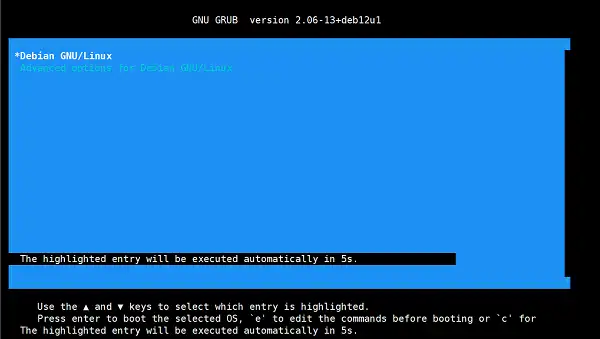 GNU GRUB  version 2.06-13+deb12u1
*Debian GNU/Linux
Advanced options for Debian GNU/Linux
The highlighted entry will be executed automatically in 5s.
Use the ▲ and ▼ keys to select which entry is highlighted.
Press enter to boot the selected OS, `e' to edit the commands before booting or `c' for
The highlighted entry will be executed automatically in 5s.